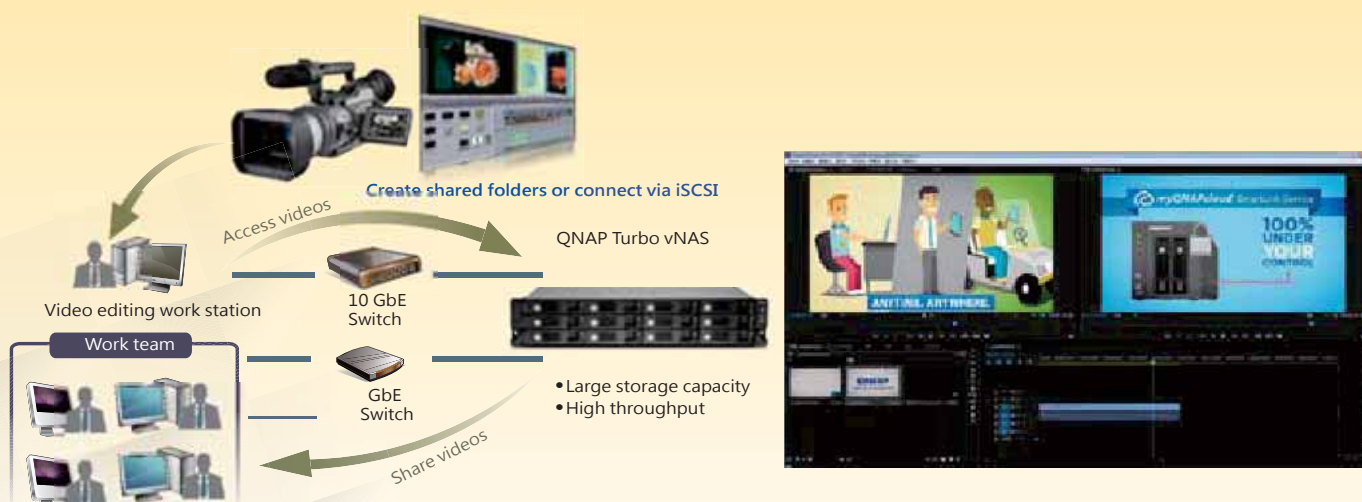 Create shared folders or connect via iSCSI
Access videos
QNAP Turbo vNAS
Video editing work station
10 GbE
Switch
Work team
GbE
Switch
•Large storage capacity
•High throughput
Share videos
ANYTIME. ANYWHERE.
myQNAPcloud
100%
UNDER
YOUR
CONTROL